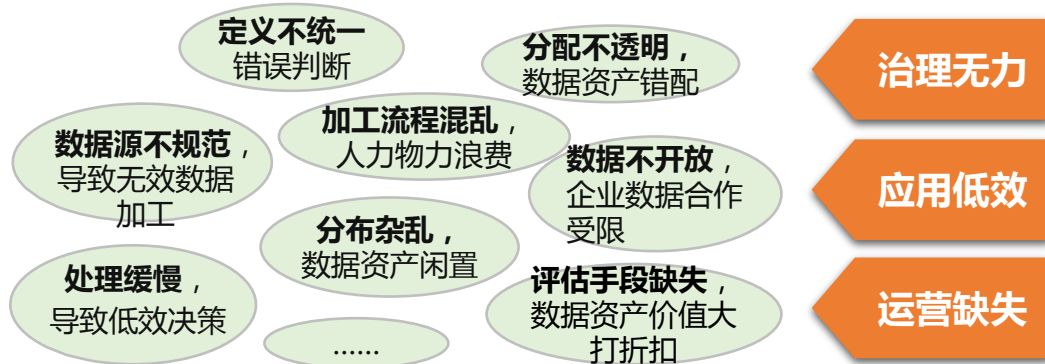 定义不统一
错误判断
分配不透明，
数据资产错配
治理无力
加工流程混乱，
人力物力浪费
数据源不规范，
导致无效数据
加工
数据不开放，
企业数据合作
受限
应用低效
分布杂乱，
数据资产闲置
处理缓慢，
导致低效决策
评估手段缺失，
数据资产价值大
打折扣
运营缺失
......